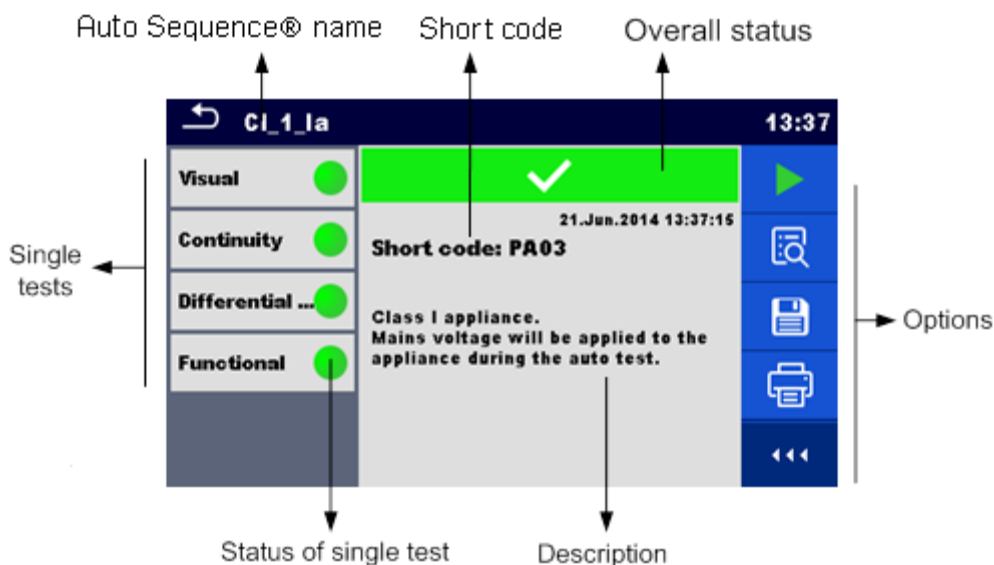 Auto Sequence® name Short code Overall status
Cl_1_Ia 13:37
Visual
21.Jun.2014 13:37:15
Continuity
Short code: PA03
Single
tests
Differential ...
Options
Class I appliance.
Mains voltage will be applied to the
appliance during the auto test.
Functional
Status of single test Description